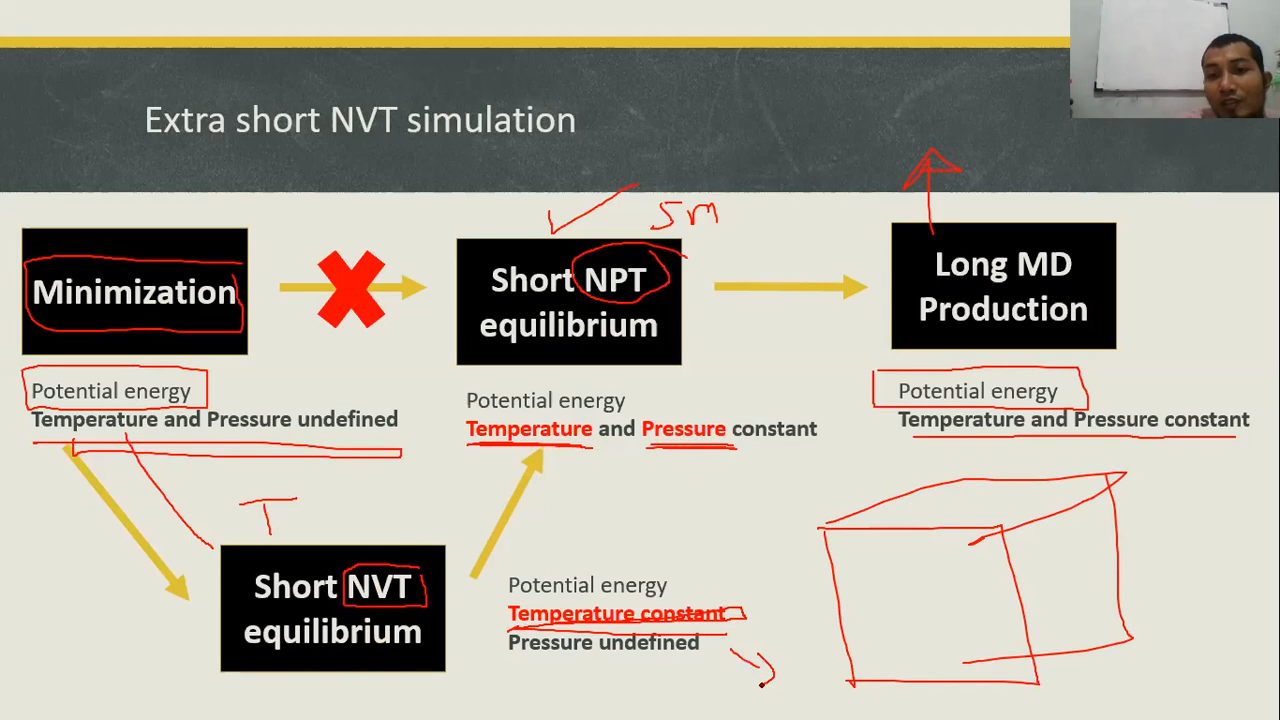 Extra short NVT simulation
5m
Minimization
Short NPT
equilibrium
Long MD
Production
Potential energy
Temperature and Pressure undefined
Potential energy
Temperature and Pressure constant
Potential energy
Temperature and Pressure constant
T
Short NVT
equilibrium
Potential energy
Temperature constant
Pressure undefined